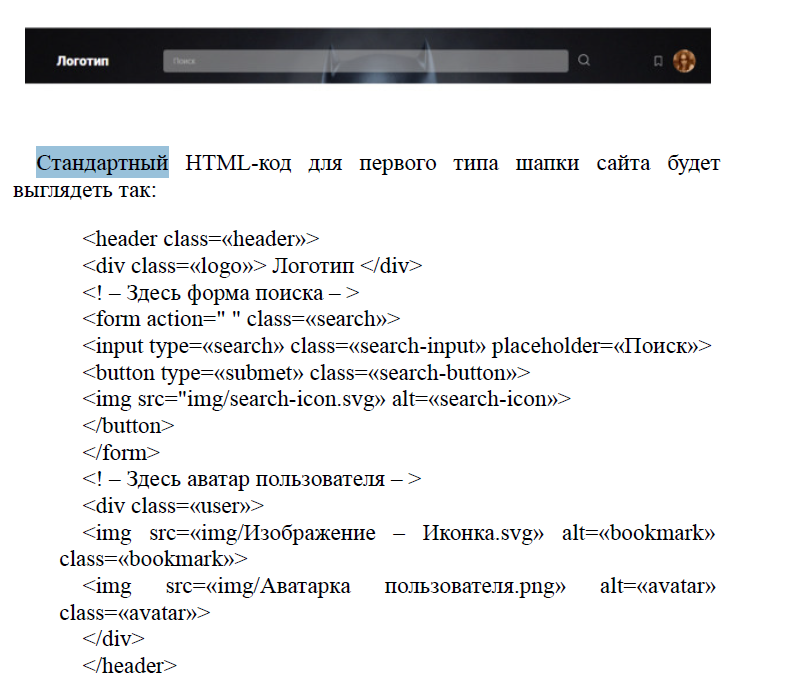 Логотип
Поиск
Стандартный HTML-код для первого типа шапки сайта будет
выглядеть так:
<header class=«header»>
<div class=«logo»> Логотип </div>
<! – Здесь форма поиска – >
<form action=" " class=«search»>
<input type=«search» class=«search-input» placeholder=«Поиск»>
<button type=«submet» class=«search-button»>
<img src="img/search-icon.svg» alt=«search-icon»>
</button>
</form>
<! – Здесь аватар пользователя – >
<div class=«user»>
<img src=«img/Изображение – Иконка.svg» alt=«bookmark»
class=«bookmark»>
<img src=«img/Аватарка пользователя.png» alt=«avatar»
class=«avatar»>
</div>
</header>